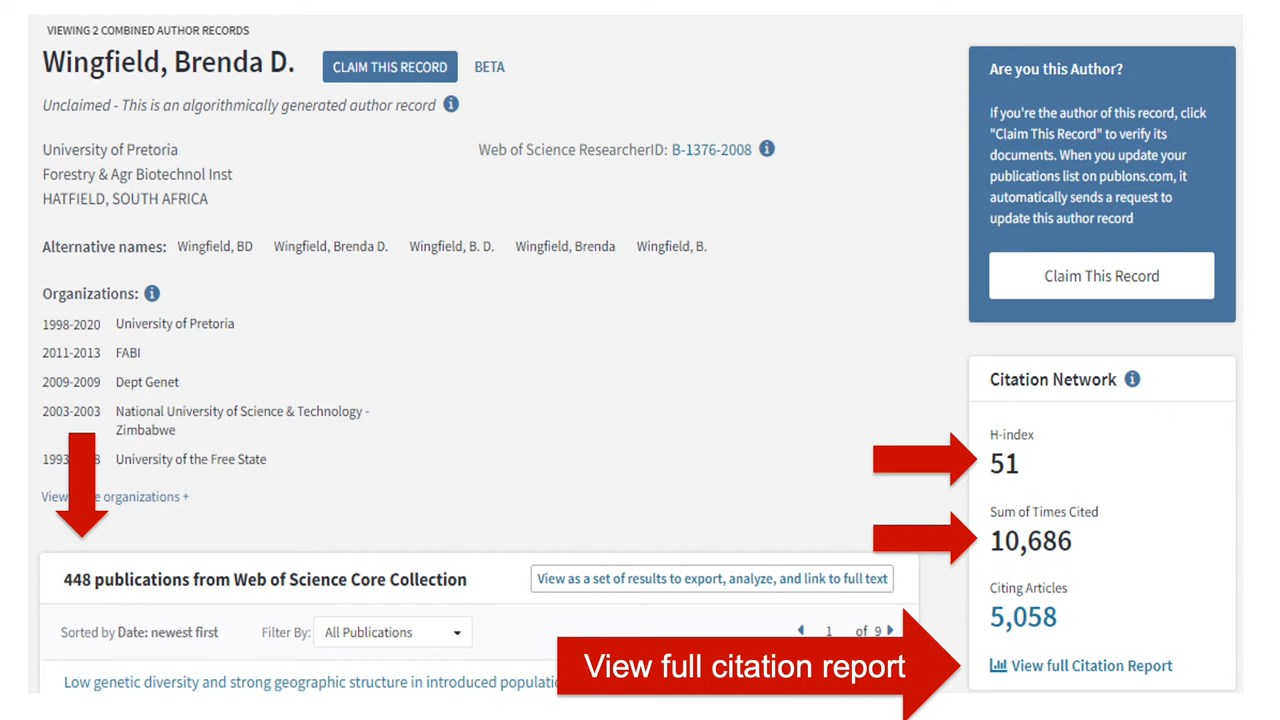 VIEWING 2 COMBINED AUTHOR RECORDS
Wingfield, Brenda D.
CLAIM THIS RECORD
BETA
Unclaimed - This is an algorithmically generated author record
University of Pretoria
Forestry & Agr Biotechnol Inst
HATFIELD, SOUTH AFRICA
Web of Science ResearcherID: B-1376-2008
Alternative names: Wingfield, BD Wingfield, Brenda D. Wingfield, B. D. Wingfield, Brenda Wingfield, B.
Organizations:
1998-2020 University of Pretoria
2011-2013 FABI
2009-2009 Dept Genet
2003-2003 National University of Science & Technology -
Zimbabwe
University of the Free State
View organizations +
448 publications from Web of Science Core Collection
View as a set of results to export, analyze, and link to full text
Sorted by Date: newest first
Filter By: All Publications
1 of 9
Low genetic diversity and strong geographic structure in introduced
Are you this Author?
If you're the author of this record, click
"Claim This Record" to verify its
documents. When you update your
publications list on publons.com, it
automatically sends a request to
update this author record
Claim This Record
Citation Network
H-index
51
Sum of Times Cited
10,686
Citing Articles
5,058
View full Citation Report
View full citation report